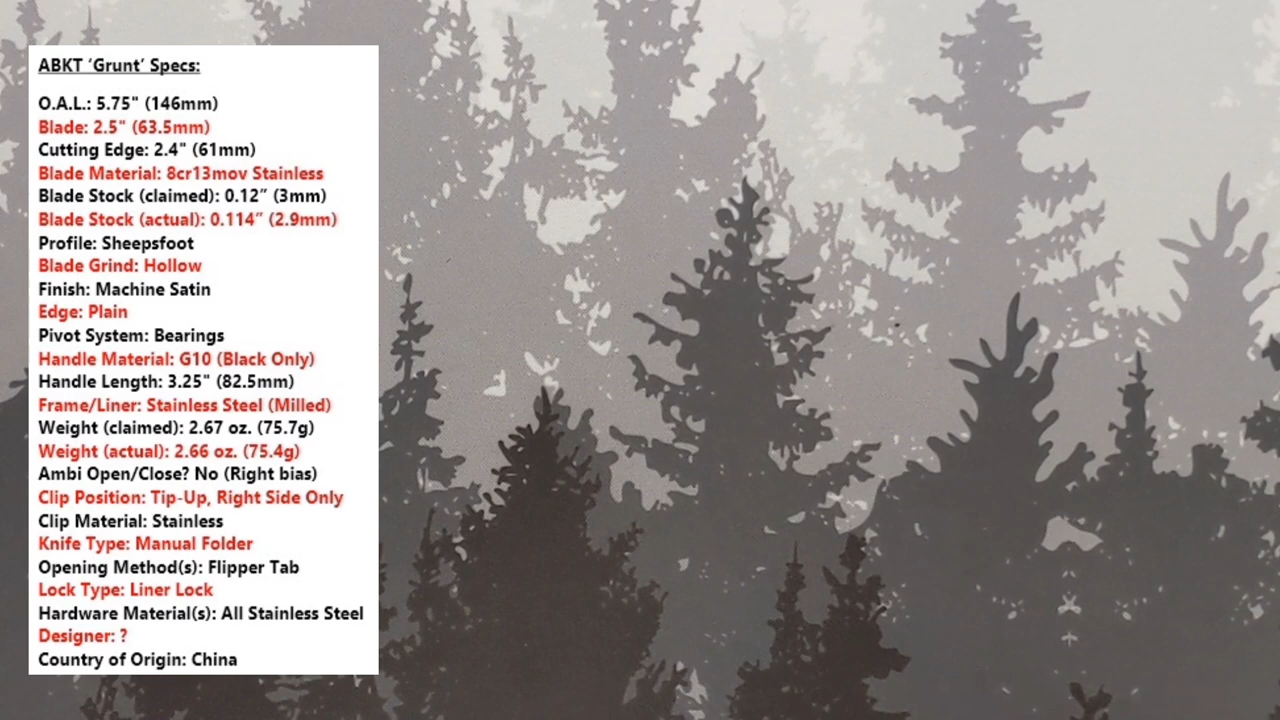 ABKT ‘Grunt’ Specs:
O.A.L.: 5.75" (146mm)
Blade: 2.5" (63.5mm)
Cutting Edge: 2.4" (61mm)
Blade Material: 8cr13mov Stainless
Blade Stock (claimed): 0.12” (3mm)
Blade Stock (actual): 0.114” (2.9mm)
Profile: Sheepsfoot
Blade Grind: Hollow
Finish: Machine Satin
Edge: Plain
Pivot System: Bearings
Handle Material: G10 (Black Only)
Handle Length: 3.25" (82.5mm)
Frame/Liner: Stainless Steel (Milled)
Weight (claimed): 2.67 oz. (75.7g)
Weight (actual): 2.66 oz. (75.4g)
Ambi Open/Close? No (Right bias)
Clip Position: Tip-Up, Right Side Only
Clip Material: Stainless
Knife Type: Manual Folder
Opening Method(s): Flipper Tab
Lock Type: Liner Lock
Hardware Material(s): All Stainless Steel
Designer: ?
Country of Origin: China